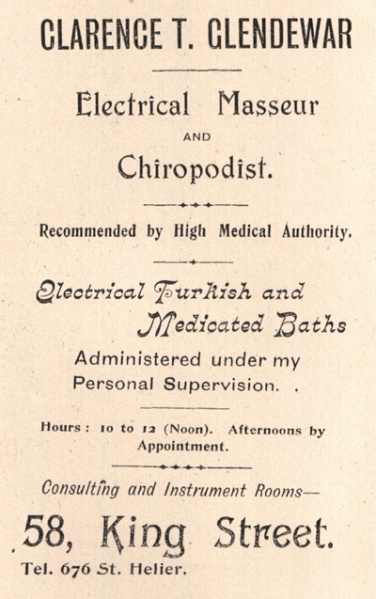 CLARENCE T. GLENDEWAR
Electrical Masseur
AND
Chiropodist.
Recommended by High Medical Authority.
Electrical Turkish and
Medicated Baths
Administered under my
Personal Supervision. .
Hours : 10 to 12 (Noon). Afternoons by
Appointment.
Consulting and Instrument Rooms—
58, King Street.
Tel. 676 St. Helier.